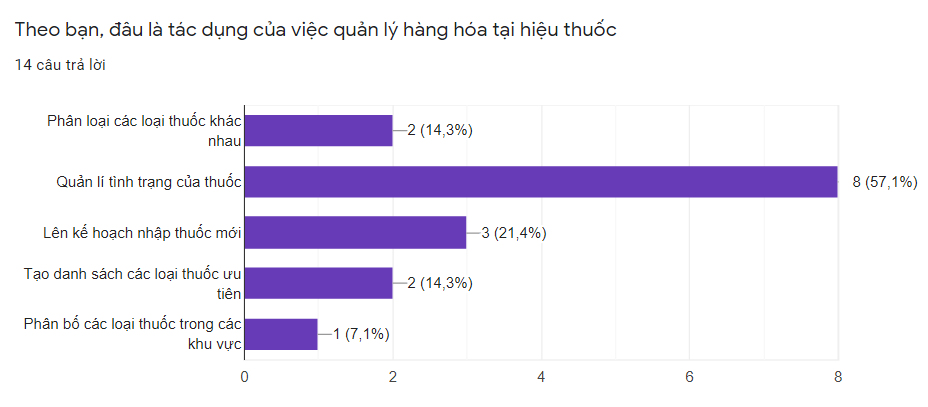 Theo bạn, đâu là tác dụng của việc quản lý hàng hóa tại hiệu thuốc
14 câu trả lời
Phân loại các loại thuốc khác
nhau
2 (14,3%)
Quản lí tình trạng của thuốc
8 (57,1%)
Lên kế hoạch nhập thuốc mới
3 (21,4%)
Tạo danh sách các loại thuốc ưu
tiên
2 (14,3%)
Phân bố các loại thuốc trong các
khu vực
1 (7,1%)
0 2 4 6 8